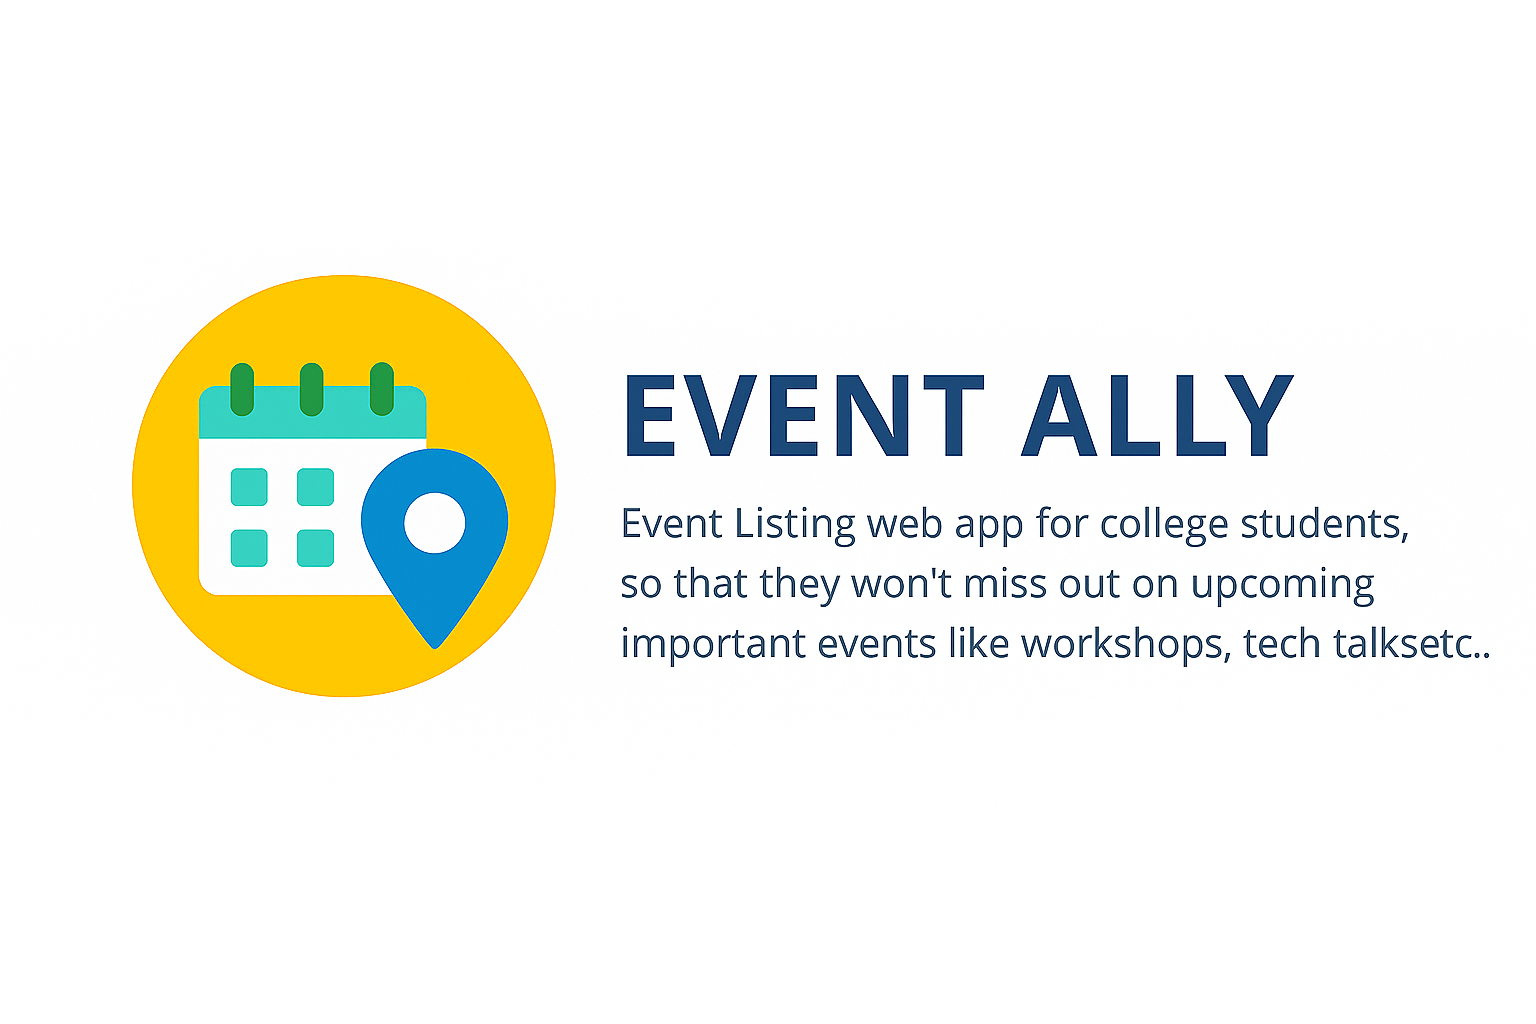 EVENT ALLY
Event Listing web app for college students,
so that they won't miss out on upcoming
important events like workshops, tech talksetc..